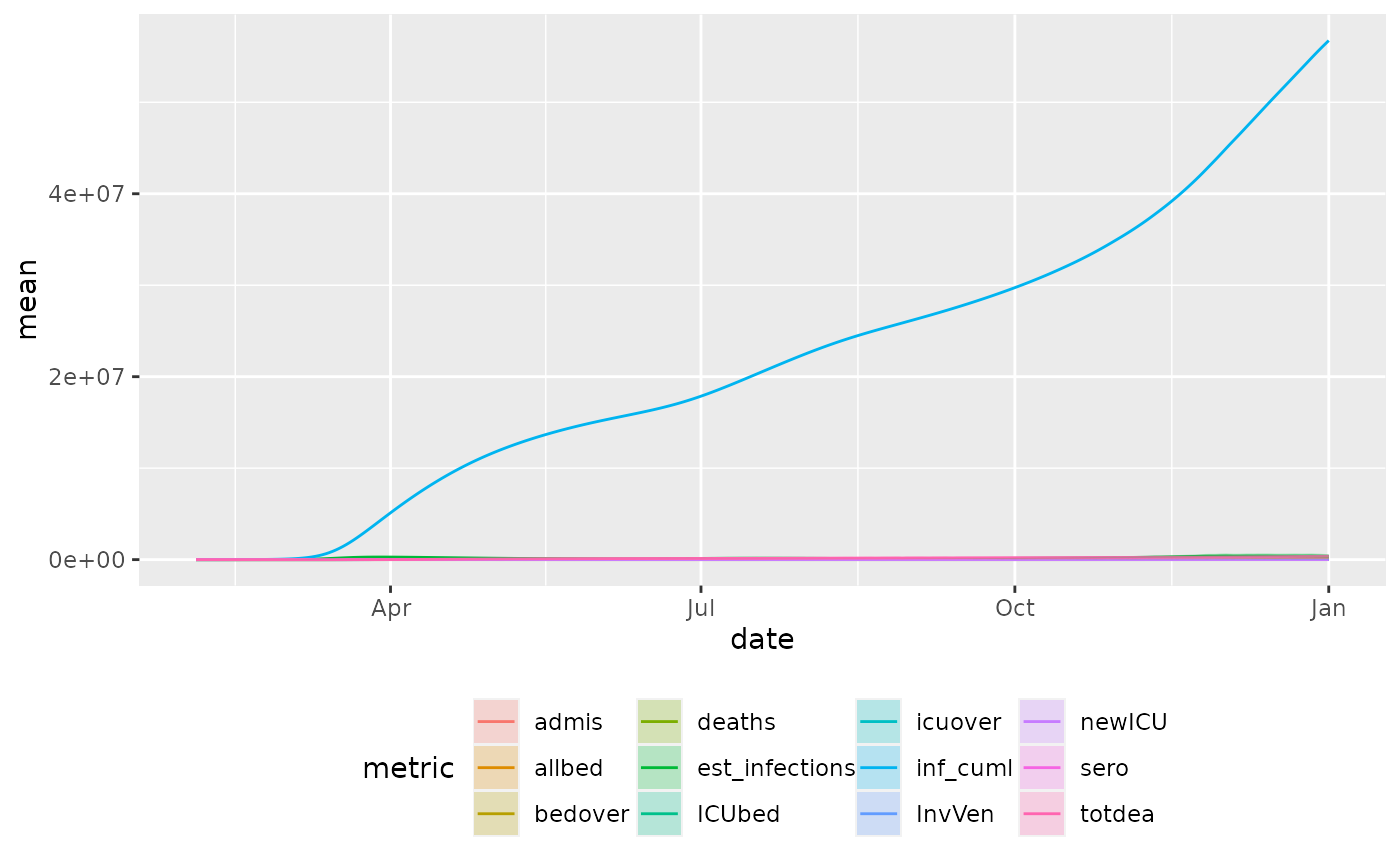 mean
4e+07
2e+07
0e+00
Apr Jul Oct Jan
date
metric
admis deaths icuover newICU
allbed est_infections inf_cuml sero
bedover ICUbed InvVen totdea